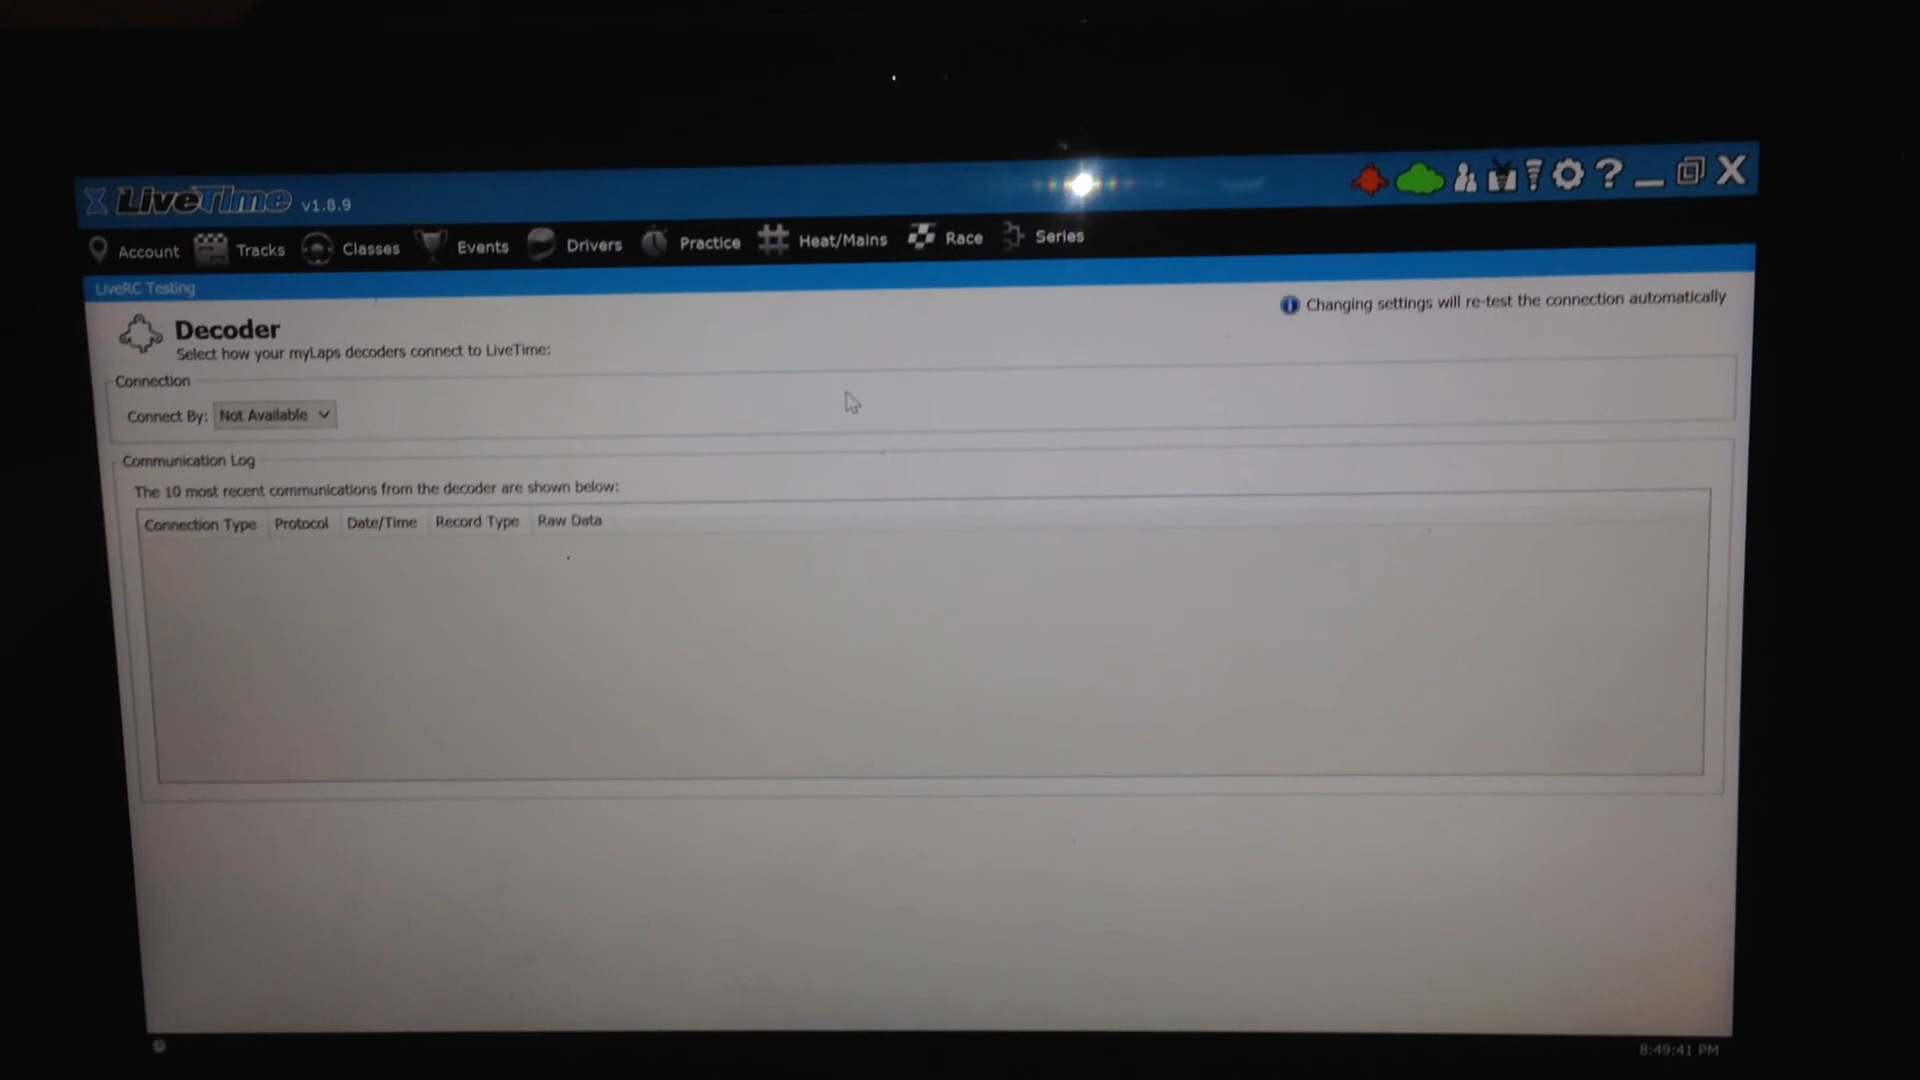 LiveTime v1.8.9
Account Tracks Classes Events Drivers Practice Heat/Mains Race Series
LiveRC Testing
Changing settings will re-test the connection automatically
Decoder
Select how your myLaps decoders connect to LiveTime:
Connection
Connect By: Not Available
Communication Log
The 10 most recent communications from the decoder are shown below:
Connection Type Protocol Date/Time Record Type Raw Data
8:49:41 PM